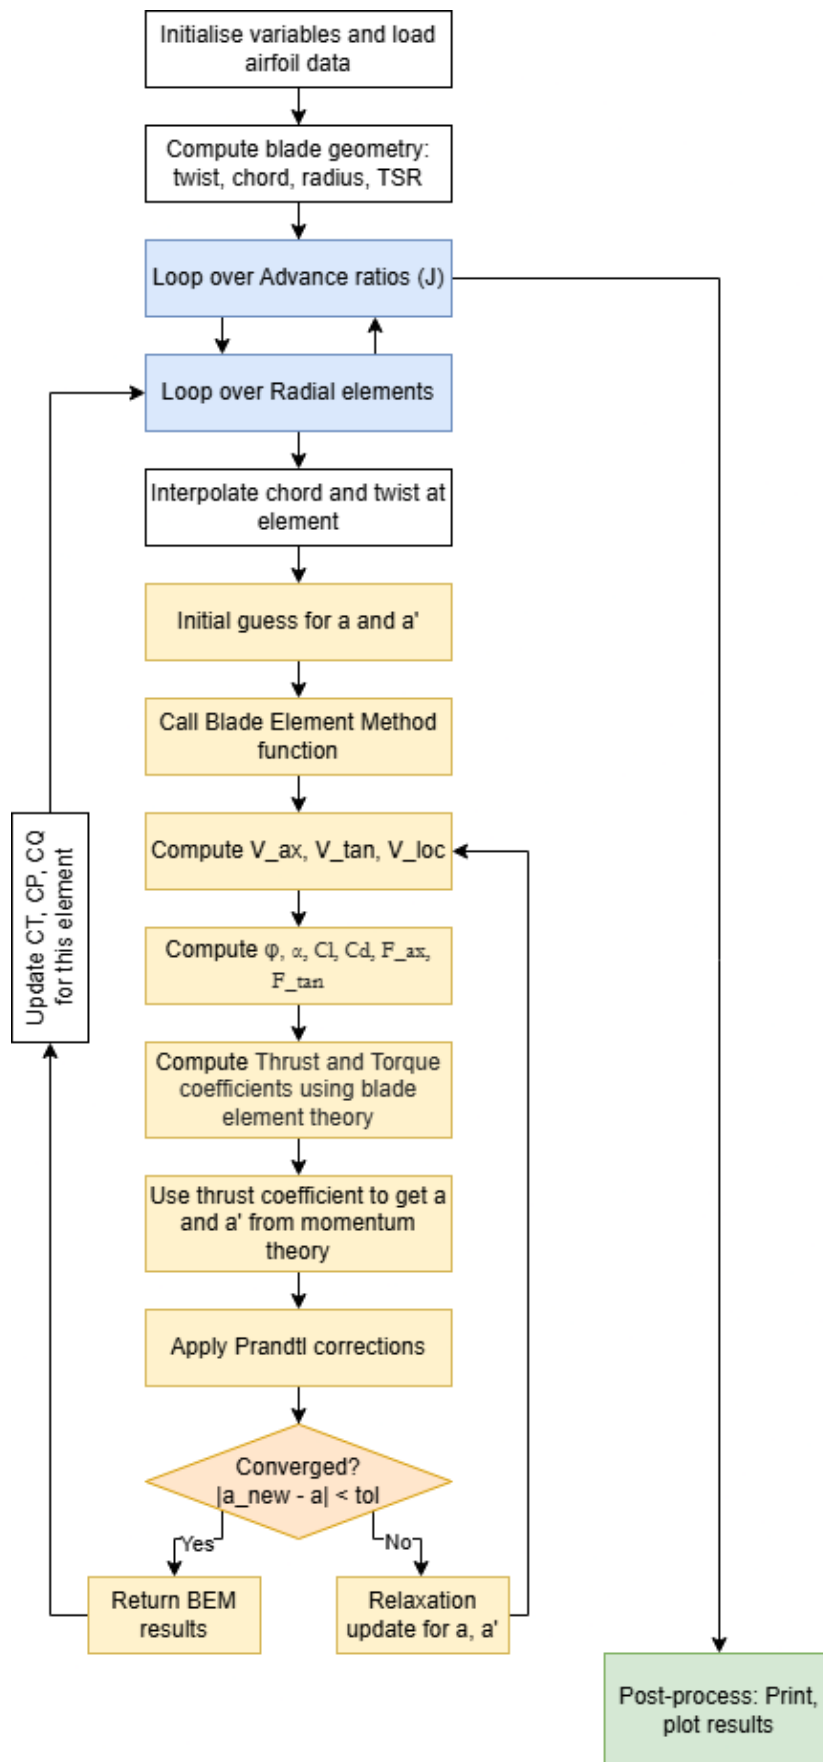 Initialise variables and load
airfoil data
Compute blade geometry:
twist, chord, radius, TSR
Loop over Advance ratios (J)
Loop over Radial elements
Interpolate chord and twist at
element
Initial guess for a and a'
Call Blade Element Method
function
Compute V_ax, V_tan, V_loc
Compute φ, α, Cl, Cd, F_ax,
F_tan
Compute Thrust and Torque
coefficients using blade
element theory
Use thrust coefficient to get a
and a' from momentum
theory
Apply Prandtl corrections
Converged?
|a_new - a| < tol
Yes
No
Return BEM
results
Relaxation
update for a, a'
Update CT, CP, CQ
for this element
Post-process: Print,
plot results